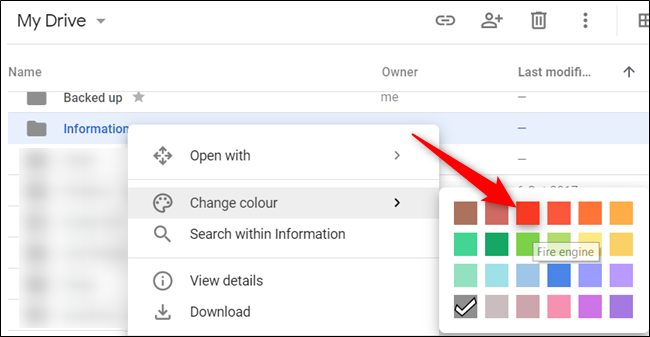 My Drive
Name Owner Last modifi...
Backed up me –
Information –
Open with –
Change colour
Search within Information
Fire engine
View details
Download